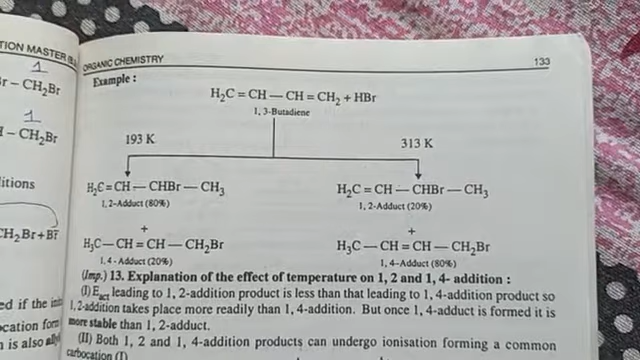 TION MASTER
ORGANIC CHEMISTRY
133
1
Br – CH₂Br
1
– CH₂Br
ditions
CH₂Br + Br
ed if the
ocation form
n is also
Example :
H₂C = CH — CH = CH₂ + HBr
1, 3-Butadiene
193 K
313 K
H₂C = CH — CHBr — CH₃
1, 2-Adduct (80%)
+
H₃C — CH = CH — CH₂Br
1, 4 - Adduct (20%)
H₂C = CH — CHBr — CH₃
1, 2-Adduct (20%)
+
H₃C — CH = CH — CH₂Br
1, 4–Adduct (80%)
(Imp.) 13. Explanation of the effect of temperature on 1, 2 and 1, 4- addition :
(I) Eact leading to 1, 2-addition product is less than that leading to 1, 4-addition product so
1, 2-addition takes place more readily than 1, 4-addition. But once 1, 4-adduct is formed it is
more stable than 1, 2-adduct.
(II) Both 1, 2 and 1, 4-addition products can undergo ionisation forming a common
carbocation (I)